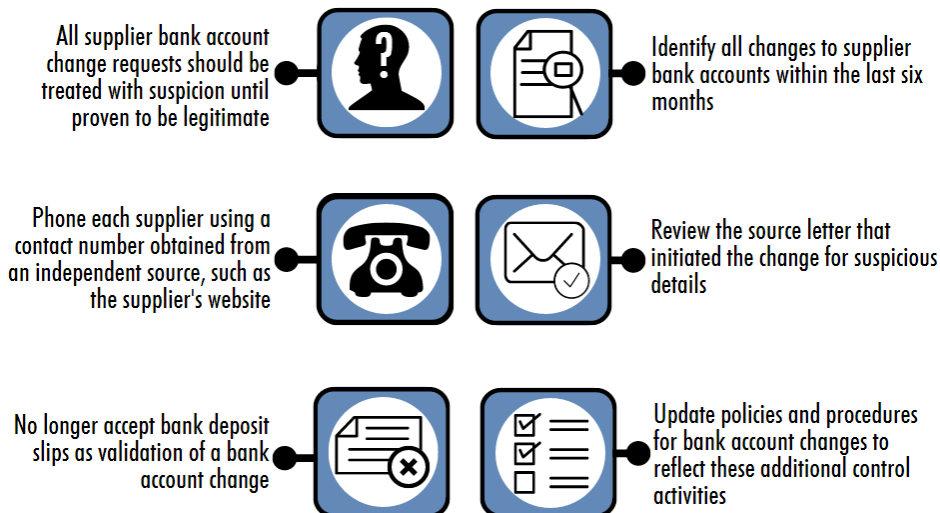 All supplier bank account
change requests should be
treated with suspicion until
proven to be legitimate
?
Identify all changes to supplier
bank accounts within the last six
months
Phone each supplier using a
contact number obtained from
an independent source, such as
the supplier's website
Review the source letter that
initiated the change for suspicious
details
No longer accept bank deposit
slips as validation of a bank
account change
Update policies and procedures
for bank account changes to
reflect these additional control
activities